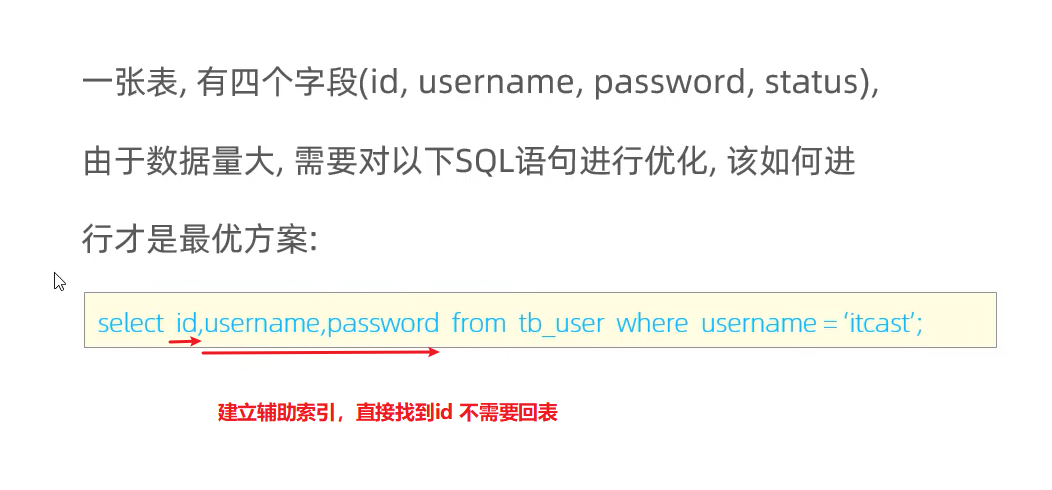 一张表, 有四个字段(id, username, password, status),
由于数据量大, 需要对以下SQL语句进行优化, 该如何进
行才是最优方案:
select id,username,password from tb_user where username = ‘itcast’;
建立辅助索引，直接找到id 不需要回表